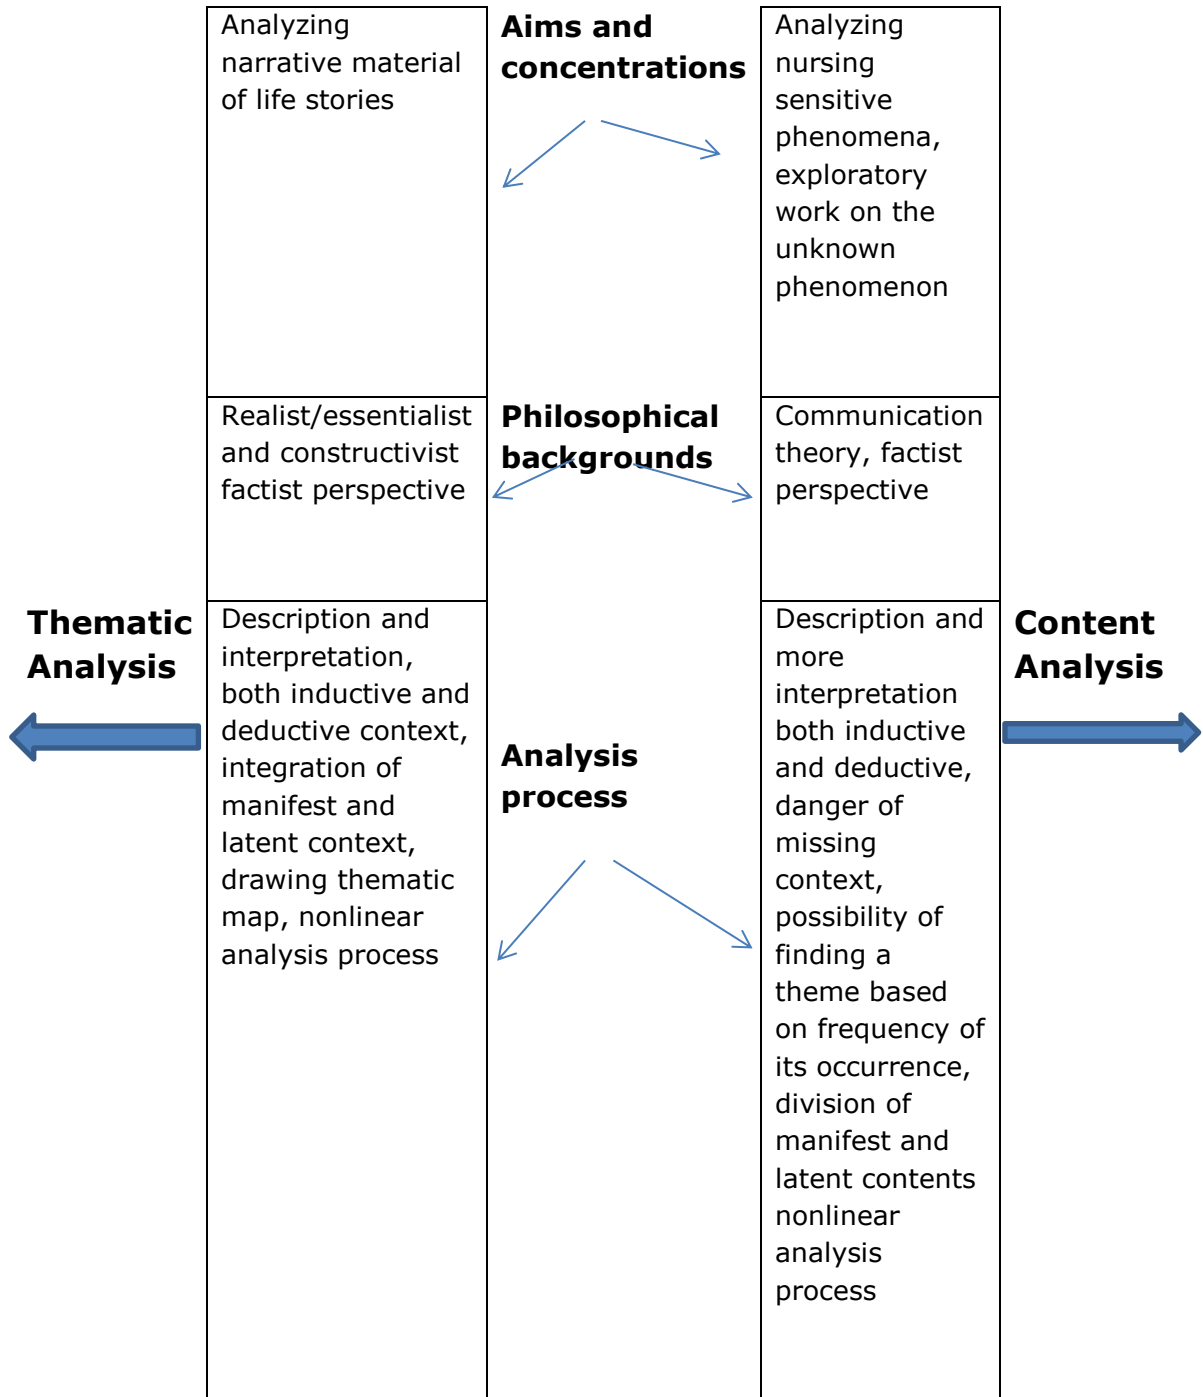 Analyzing
narrative material
of life stories
Aims and
concentrations
Analyzing
nursing
sensitive
phenomena,
exploratory
work on the
unknown
phenomenon
Realist/essentialist
and constructivist
factist perspective
Philosophical
backgrounds
Communication
theory, factist
perspective
Thematic
Analysis
Description and
interpretation,
both inductive and
deductive context,
integration of
manifest and
latent context,
drawing thematic
map, nonlinear
analysis process
Analysis
process
Description and
more
interpretation
both inductive
and deductive,
danger of
missing
context,
possibility of
finding a
theme based
on frequency of
its occurrence,
division of
manifest and
latent contents
nonlinear
analysis
process
Content
Analysis